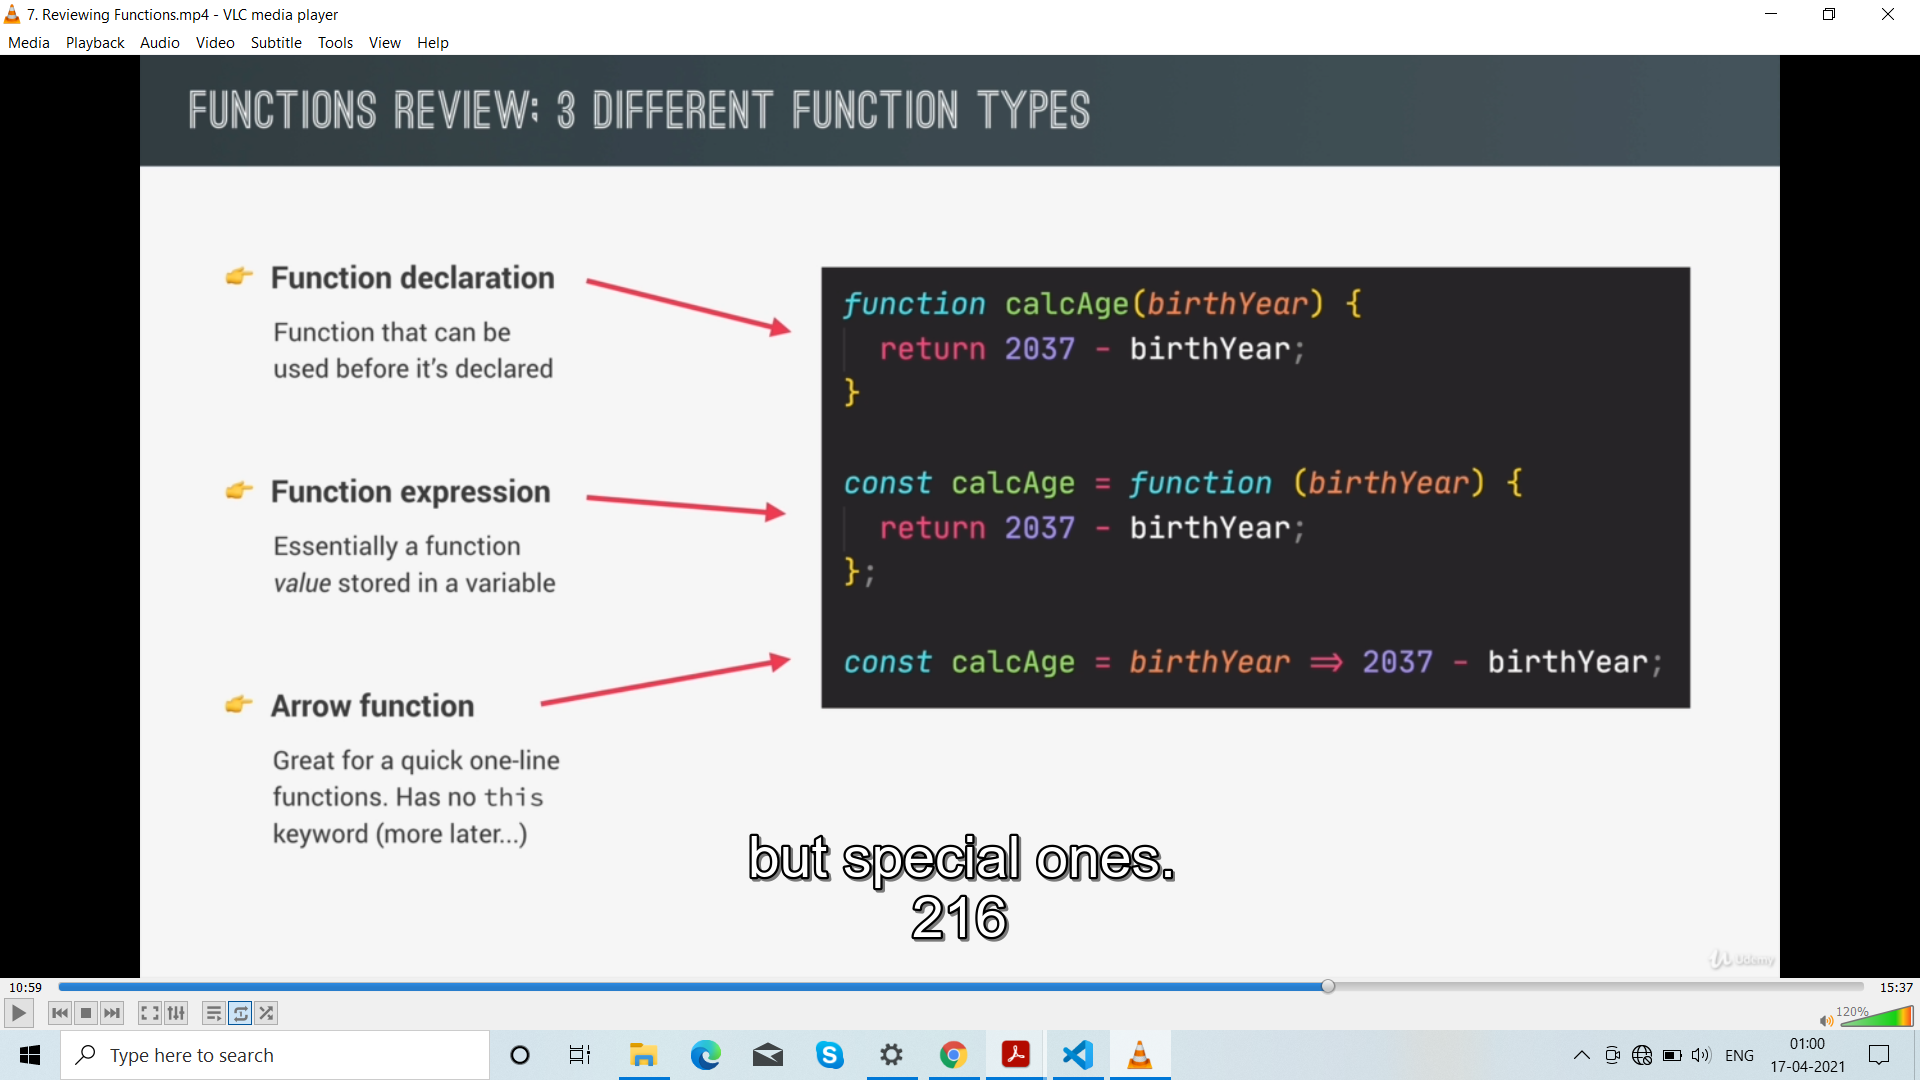 7. Reviewing Functions.mp4 - VLC media player
Media Playback Audio Video Subtitle Tools View Help
FUNCTIONS REVIEW: 3 DIFFERENT FUNCTION TYPES
Function declaration
Function that can be
used before it’s declared
Function expression
Essentially a function
value stored in a variable
Arrow function
Great for a quick one-line
functions. Has no this
keyword (more later...)
function calcAge(birthYear) {
return 2037 - birthYear;
}
const calcAge = function (birthYear) {
return 2037 - birthYear;
};
const calcAge = birthYear => 2037 - birthYear;
but special ones.
216
Udemy
10:59
15:37
120%
Type here to search
ENG
01:00
17-04-2021